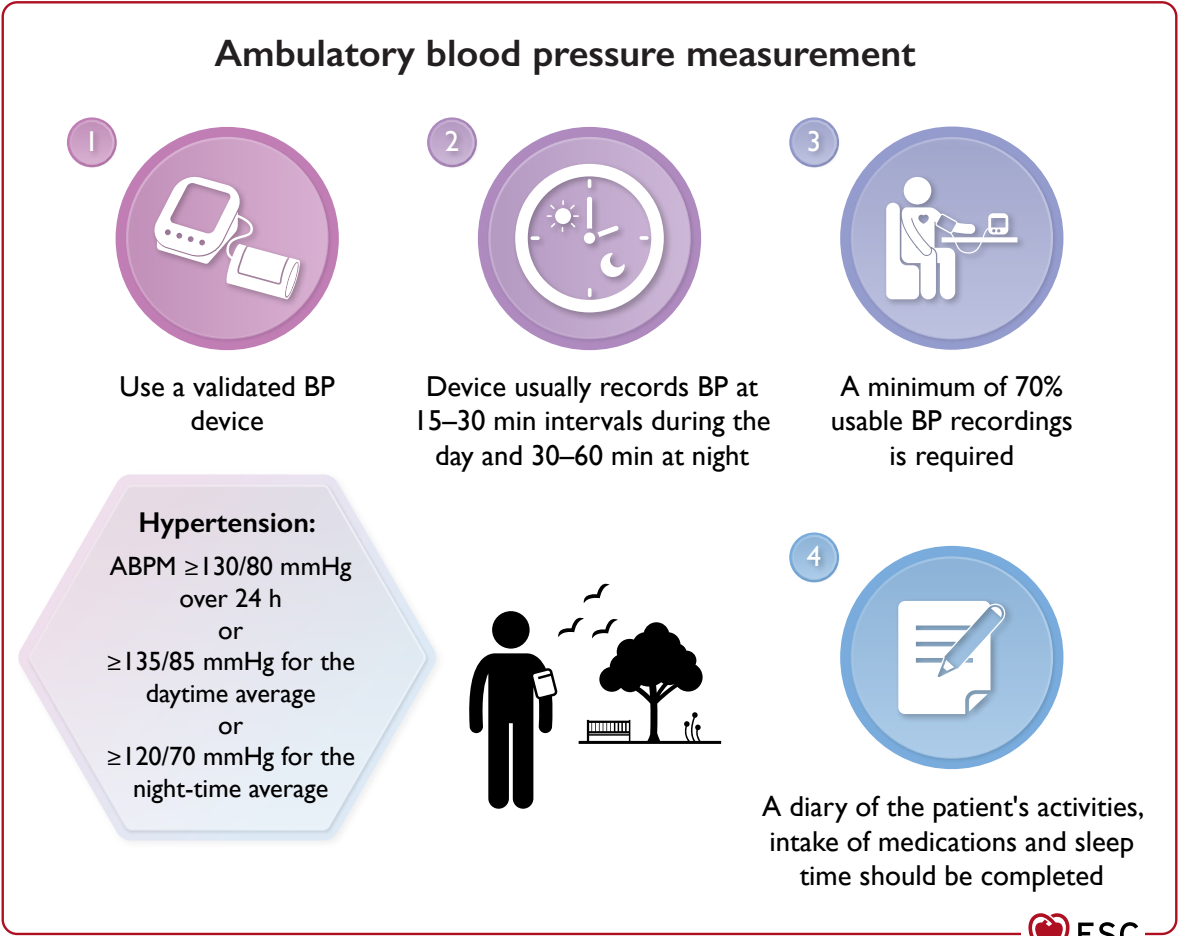 Ambulatory blood pressure measurement
1
Use a validated BP
device
2
Device usually records BP at
15–30 min intervals during the
day and 30–60 min at night
3
A minimum of 70%
usable BP recordings
is required
Hypertension:
ABPM ≥130/80 mmHg
over 24 h
or
≥135/85 mmHg for the
daytime average
or
≥120/70 mmHg for the
night-time average
4
A diary of the patient's activities,
intake of medications and sleep
time should be completed
ESC